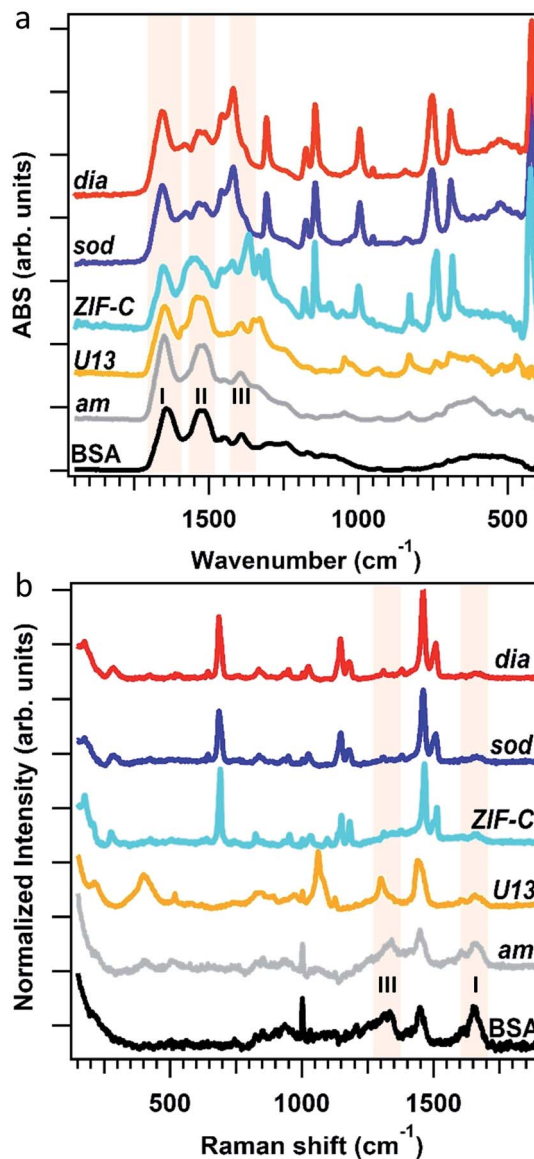 a
ABS (arb. units)
dia
sod
ZIF-C
U13
am
I II III
BSA
1500 1000 500
Wavenumber (cm⁻¹)
b
Normalized Intensity (arb. units)
dia
sod
ZIF-C
U13
am
III I
BSA
500 1000 1500
Raman shift (cm⁻¹)